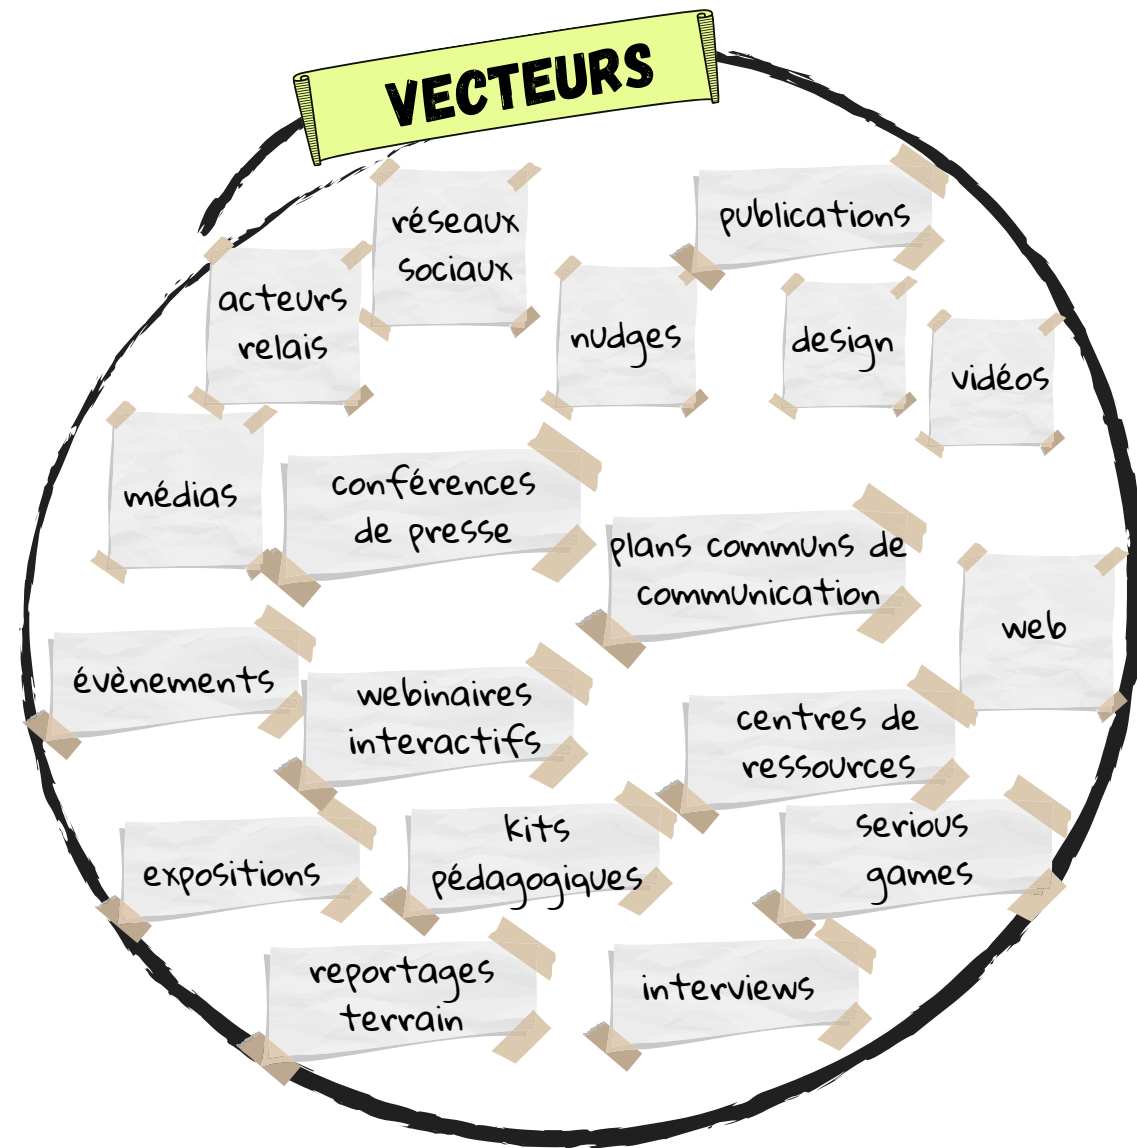 VECTEURS
réseaux
sociaux
publications
acteurs
relais
nudges
design
vidéos
médias
conférences
de presse
plans communs de
communication
web
évènements
webinaires
interactifs
centres de
ressources
expositions
kits
pédagogiques
serious
games
reportages
terrain
interviews